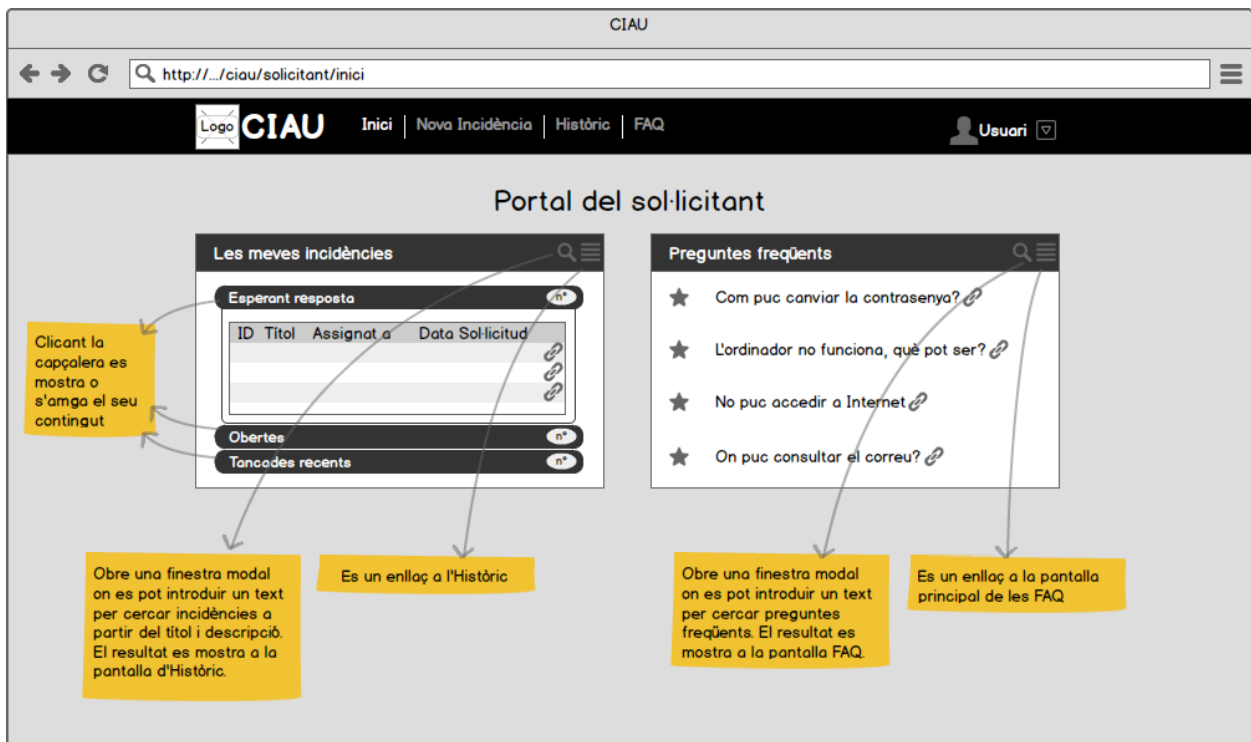 CIAU
http://.../ciau/solicitant/inici
Logo CIAU Inici Nova Incidència Històric FAQ Usuari
Portal del sol·licitant
Les meves incidències
Esperant resposta nº
ID Títol Assignat a Data Sol·licitud
Obertes nº
Tancades recents nº
Preguntes freqüents
Com puc canviar la contrasenya?
L'ordinador no funciona, què pot ser?
No puc accedir a Internet
On puc consultar el correu?
Clicant la
capçalera es
mostra o
s'amga el seu
contingut
Obre una finestra modal
on es pot introduir un text
per cercar incidències a
partir del títol i descripció.
El resultat es mostra a la
pantalla d'Històric.
Es un enllaç a l'Històric
Obre una finestra modal
on es pot introduir un text
per cercar preguntes
freqüents. El resultat es
mostra a la pantalla FAQ.
Es un enllaç a la pantalla
principal de les FAQ